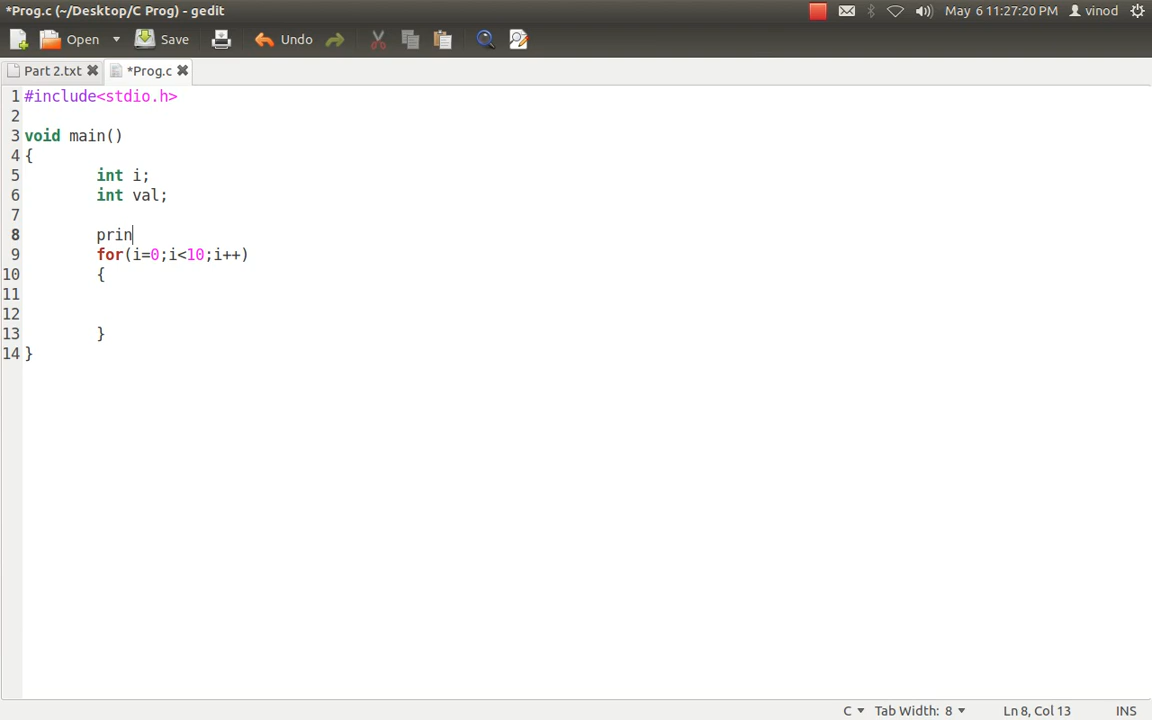 *Prog.c (~/Desktop/C Prog) - gedit
May 6 11:27:20 PM vinod
Open Save Undo
Part 2.txt *Prog.c
1 #include<stdio.h>
2
3 void main()
4 {
5 int i;
6 int val;
7
8 prin
9 for(i=0;i<10;i++)
10 {
11
12
13 }
14 }
C Tab Width: 8 Ln 8, Col 13 INS